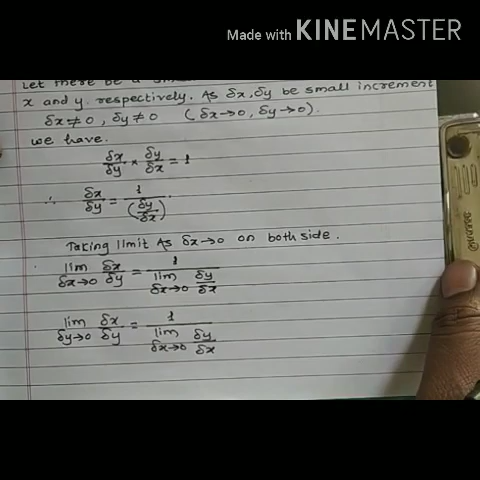 Made with KINEMASTER
Let there be a
x and y. respectively. As δx, δy be small increment
δx≠0, δy≠0 (δx→0, δy→0).
we have.
δx/δy × δy/δx = 1
∴ δx/δy = 1/(δy/δx)
Taking limit As δx→0 on both side.
lim δx→0 δx/δy = 1/(lim δx→0 δy/δx)
lim δy→0 δx/δy = 1/(lim δx→0 δy/δx)